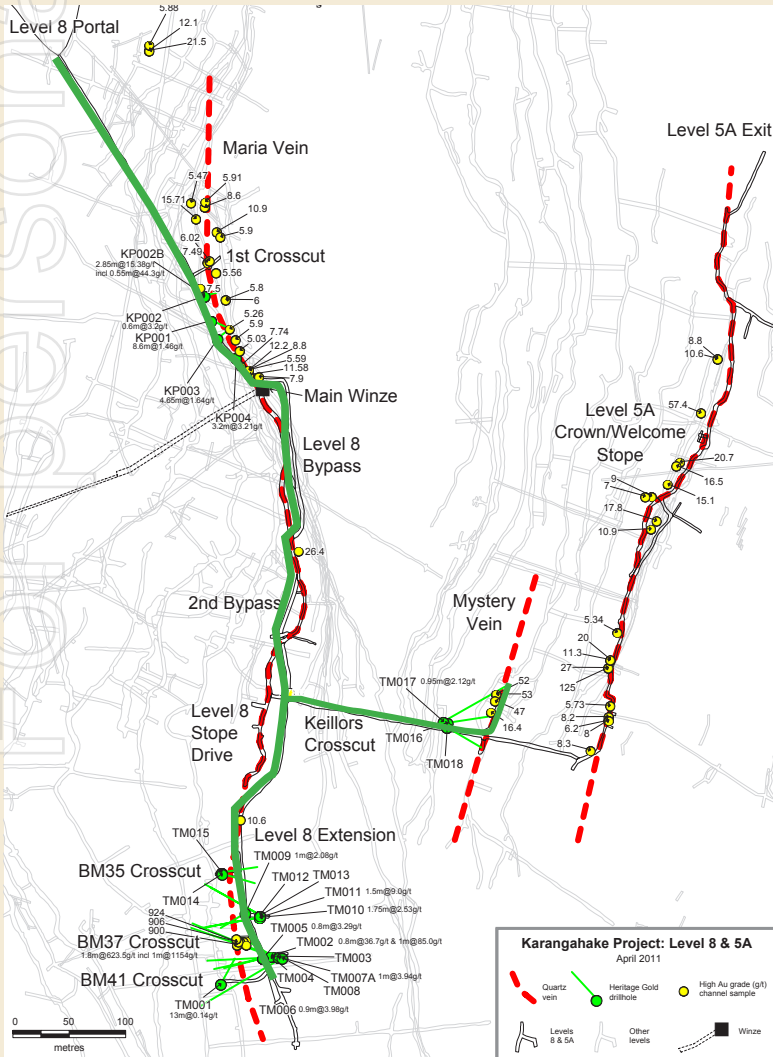 5.88
12.1
21.5
Level 8 Portal
Level 5A Exit
Maria Vein
5.47
5.91
8.6
15.71
10.9
5.9
6.02
7.49
1st Crosscut
5.56
KP002B
2.85m@15.38g/t
incl 0.55m@44.3g/t
7.5
5.8
6
KP002
0.6m@3.2g/t
KP001
8.6m@1.46g/t
5.26
5.9
5.03
7.74
12.2
8.8
5.59
11.58
7.9
KP003
4.65m@1.64g/t
KP004
3.2m@3.21g/t
Main Winze
Level 8
Bypass
8.8
10.6
57.4
Level 5A
Crown/Welcome
Stope
20.7
16.5
15.1
9
7
17.8
10.9
26.4
2nd Bypass
Mystery
Vein
5.34
20
11.3
27
125
5.73
8.2
6.2
8
8.3
TM017 0.95m@2.12g/t
52
53
47
16.4
TM016
TM018
Keillors
Crosscut
Level 8
Stope
Drive
10.6
Level 8 Extension
TM015
TM009 1m@2.08g/t
BM35 Crosscut
TM012
TM013
TM011 1.5m@9.0g/t
TM010 1.75m@2.53g/t
TM014
924
906
900
TM005 0.8m@3.29g/t
BM37 Crosscut
1.8m@623.5g/t incl 1m@1154g/t
TM002 0.8m@36.7g/t & 1m@85.0g/t
TM003
TM007A 1m@3.94g/t
TM004
TM008
BM41 Crosscut
TM001
13m@0.14g/t
TM006 0.9m@3.98g/t
0 50 100
metres
Karangahake Project: Level 8 & 5A
April 2011
Quartz
vein
Heritage Gold
drillhole
High Au grade (g/t)
channel sample
Levels
8 & 5A
Other
levels
Winze